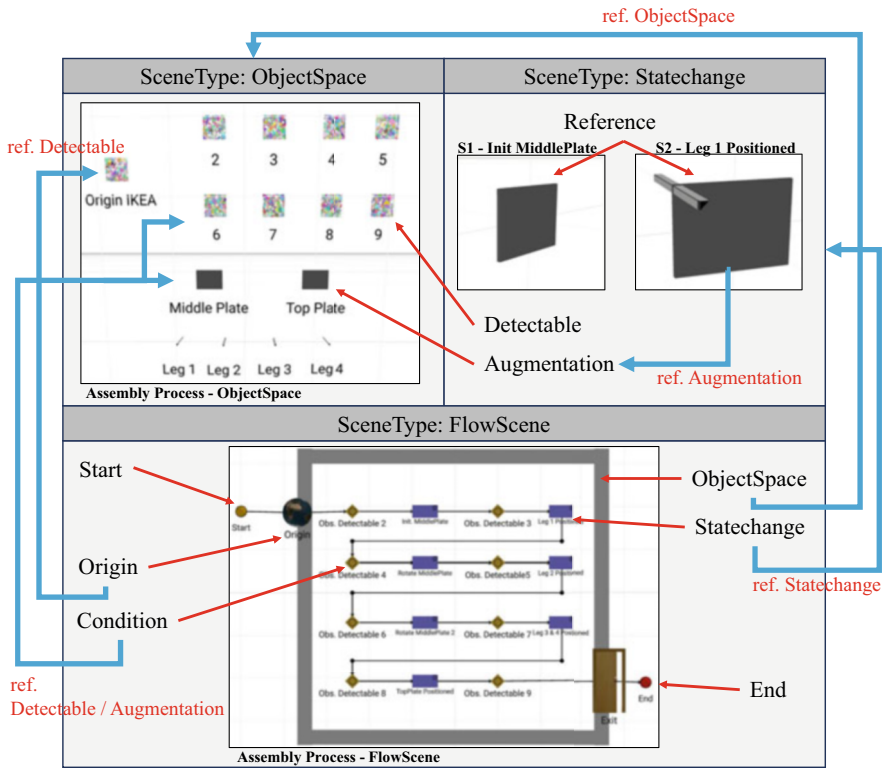 ref. ObjectSpace
SceneType: ObjectSpace
SceneType: Statechange
Reference
S1 - Init MiddlePlate
S2 - Leg 1 Positioned
ref. Detectable
2
3
4
5
Origin IKEA
6
7
8
9
Middle Plate
Top Plate
Detectable
Augmentation
Leg 1
Leg 2
Leg 3
Leg 4
ref. Augmentation
Assembly Process - ObjectSpace
SceneType: FlowScene
Start
ObjectSpace
Start
Origin
Obs. Detectable 2
Init. MiddlePlate
Obs. Detectable 3
Leg 1 Positioned
Statechange
Origin
Obs. Detectable 4
Rotate MiddlePlate
Obs. Detectable5
Leg 2 Positioned
ref. Statechange
Condition
Obs. Detectable 6
Rotate MiddlePlate 2
Obs. Detectable 7
Leg 3 & 4 Positioned
ref.
Detectable / Augmentation
Obs. Detectable 8
TopPlate Positioned
Obs. Detectable 9
Exit
End
End
Assembly Process - FlowScene